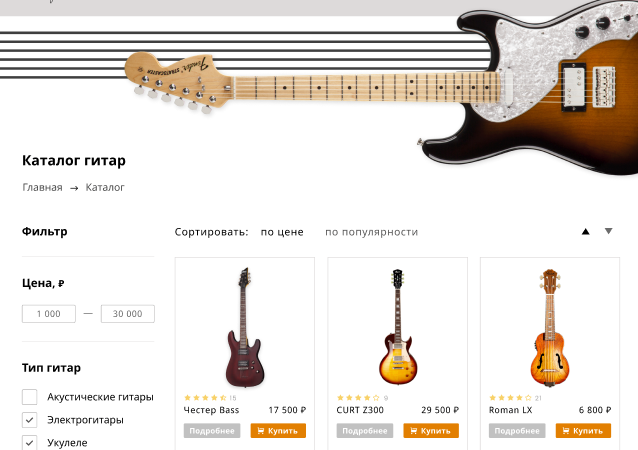 Fender STRATOCASTER
Каталог гитар
Главная → Каталог
Фильтр
Сортировать: по цене по популярности
Цена, ₽
1 000 — 30 000
Тип гитар
Акустические гитары
Электрогитары
Укулеле
15
Честер Bass 17 500 ₽
Подробнее Купить
9
CURT Z300 29 500 ₽
Подробнее Купить
21
Roman LX 6 800 ₽
Подробнее Купить